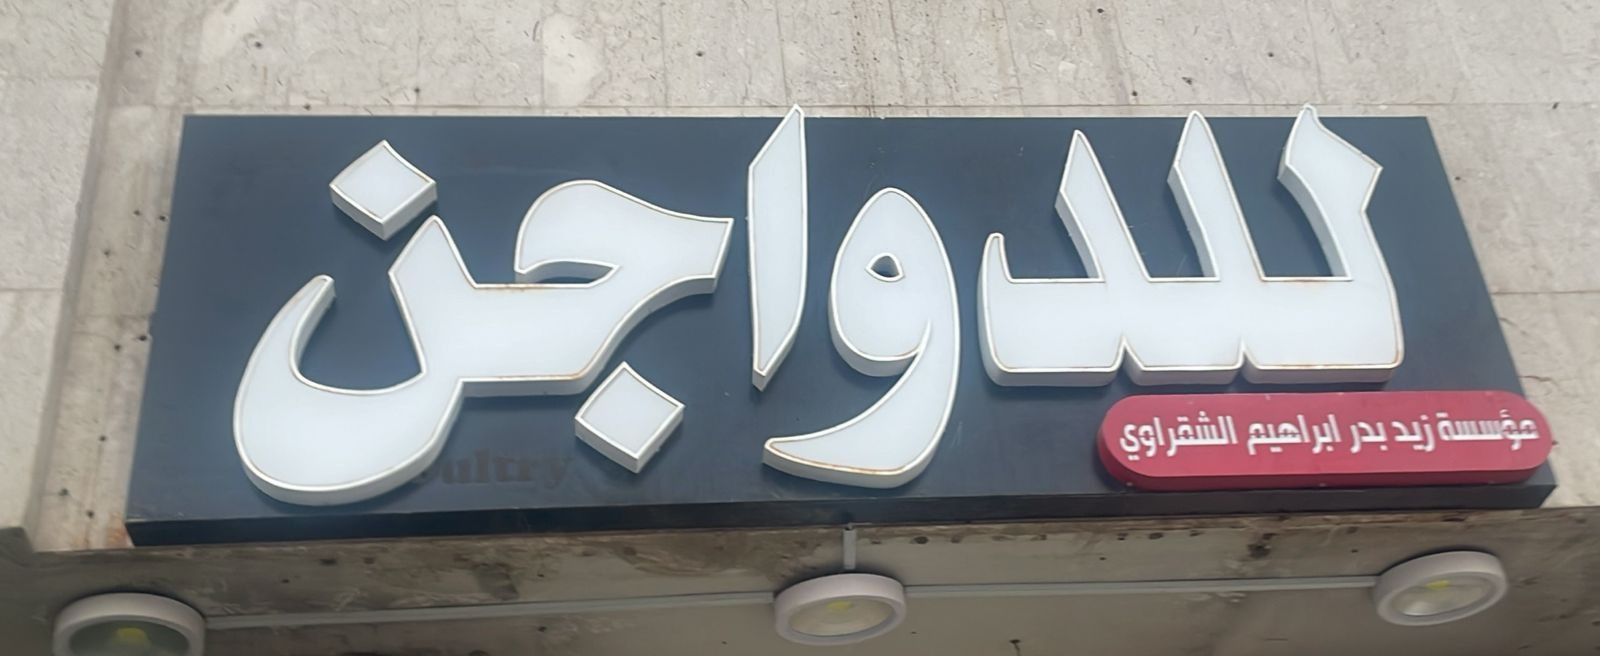 للدواجن
مؤسسة زيد بدر ابراهيم الشقراوي